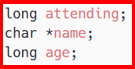 long attending;
char *name;
long age;